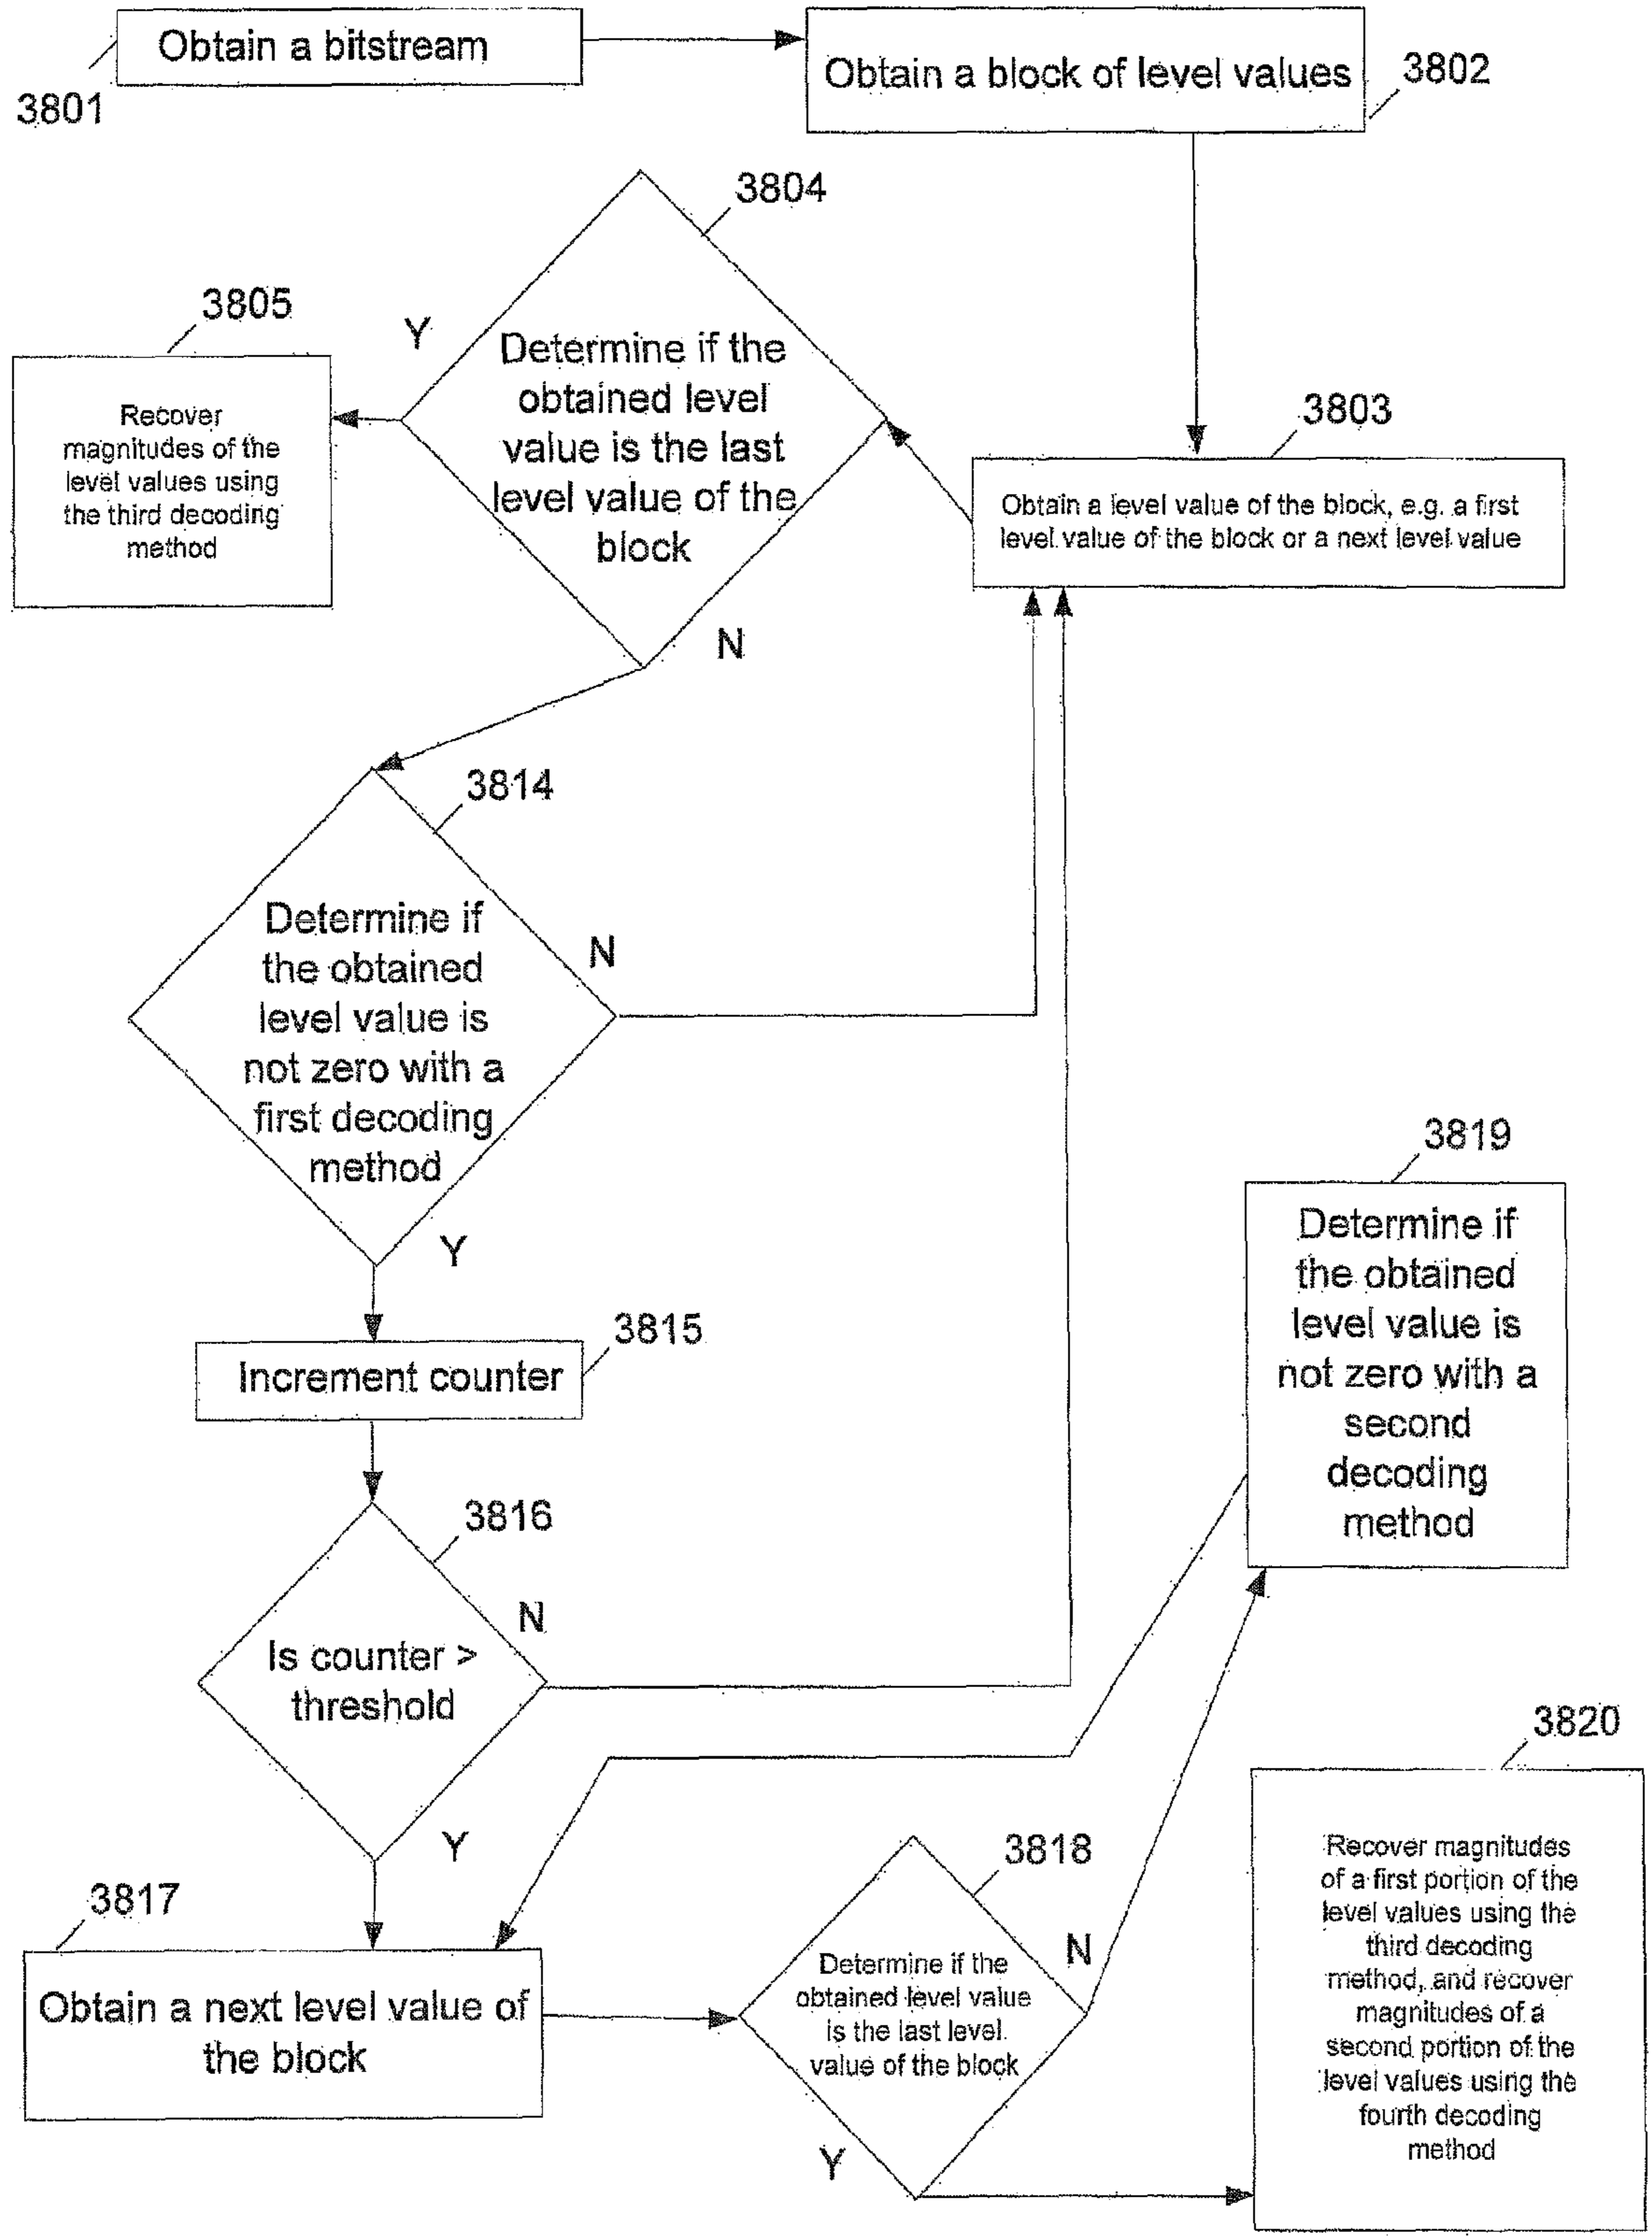 Obtain a bitstream
3801
Obtain a block of level values
3802
3804
Determine if the
obtained level
value is the last
level value of the
block
Y
N
3805
Recover
magnitudes of the
level values using
the third decoding
method
3803
Obtain a level value of the block, e.g. a first
level value of the block or a next level value
3814
Determine if
the obtained
level value is
not zero with a
first decoding
method
N
Y
3815
Increment counter
3816
Is counter >
threshold
N
Y
3819
Determine if
the obtained
level value is
not zero with a
second
decoding
method
3817
Obtain a next level value of
the block
3818
Determine if the
obtained level value
is the last level
value of the block
N
Y
3820
Recover magnitudes
of a first portion of the
level values using the
third decoding
method, and recover
magnitudes of a
second portion of the
level values using the
fourth decoding
method